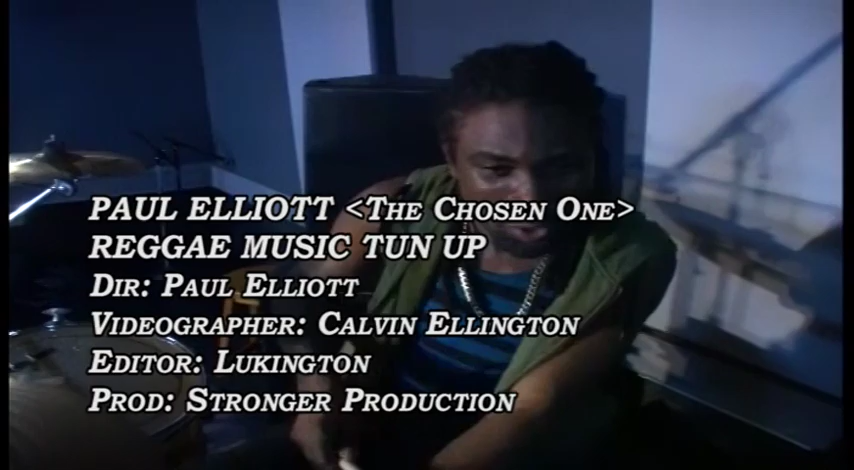 PAUL ELLIOTT <THE CHOSEN ONE>
REGGAE MUSIC TUN UP
DIR: PAUL ELLIOTT
VIDEOGRAPHER: CALVIN ELLINGTON
EDITOR: LUKINGTON
PROD: STRONGER PRODUCTION